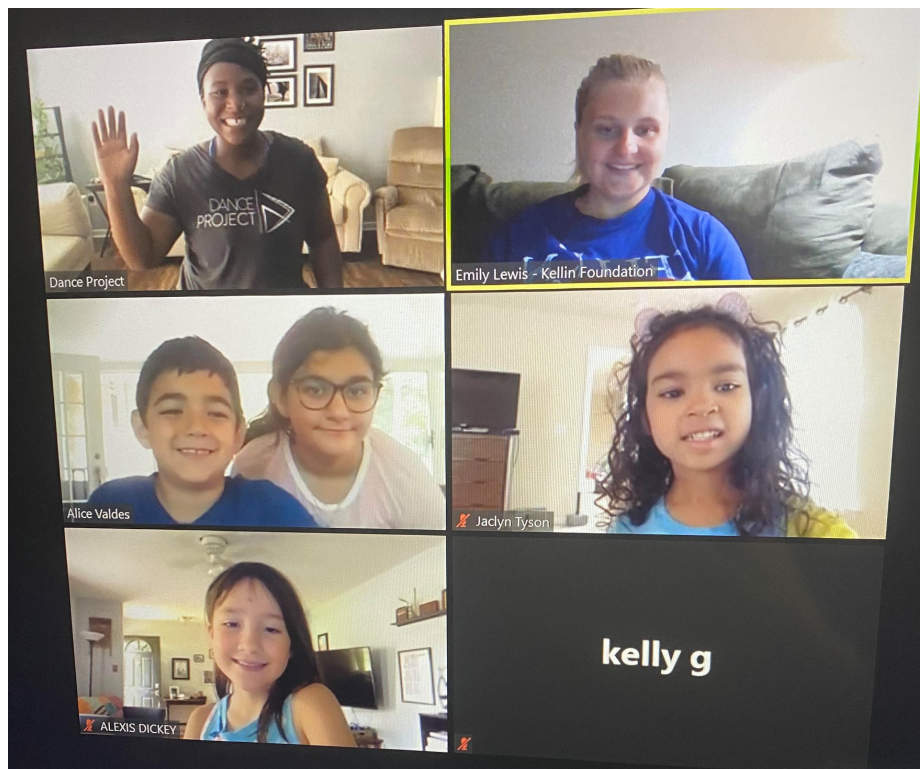 DANCE
PROJECT
Dance Project
Emily Lewis - Kellin Foundation
Alice Valdes
Jaclyn Tyson
ALEXIS DICKEY
kelly g